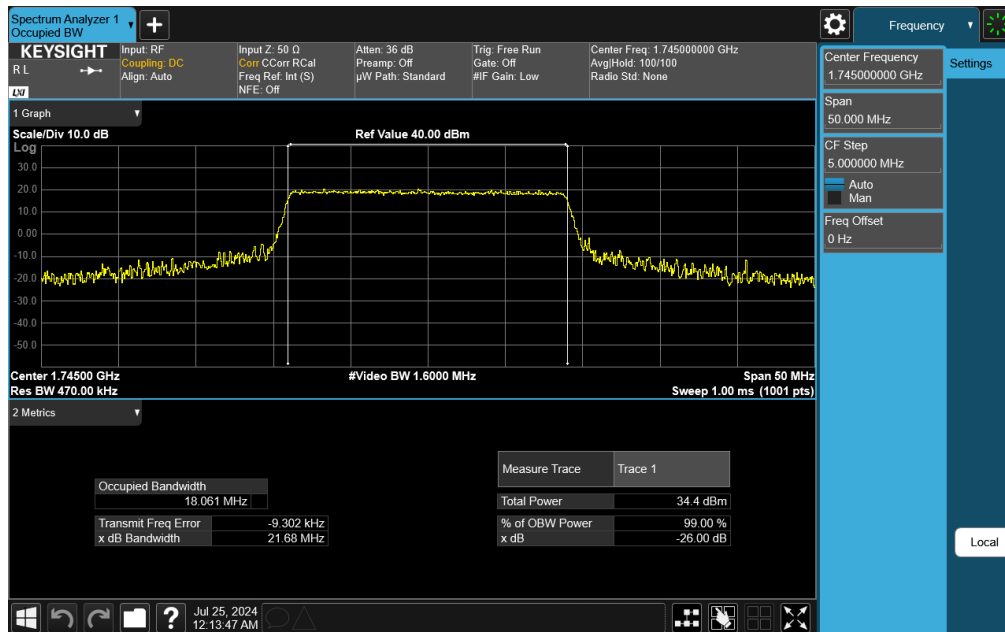 Spectrum Analyzer 1
Occupied BW
Frequency
KEYSIGHT
R L
LXI
Input: RF
Coupling: DC
Align: Auto
Input Z: 50 Ω
Corr CCorr RCal
Freq Ref: Int (S)
NFE: Off
Atten: 36 dB
Preamp: Off
µW Path: Standard
Trig: Free Run
Gate: Off
#IF Gain: Low
Center Freq: 1.745000000 GHz
Avg|Hold: 100/100
Radio Std: None
Center Frequency
1.745000000 GHz
Settings
Span
50.000 MHz
CF Step
5.000000 MHz
Auto
Man
Freq Offset
0 Hz
Local
1 Graph
Scale/Div 10.0 dB
Ref Value 40.00 dBm
Log
30.0
20.0
10.0
0.00
-10.0
-20.0
-30.0
-40.0
-50.0
Center 1.74500 GHz
#Video BW 1.6000 MHz
Span 50 MHz
Res BW 470.00 kHz
Sweep 1.00 ms (1001 pts)
2 Metrics
Occupied Bandwidth
18.061 MHz
Transmit Freq Error -9.302 kHz
x dB Bandwidth 21.68 MHz
Measure Trace Trace 1
Total Power 34.4 dBm
% of OBW Power 99.00 %
x dB -26.00 dB
?
Jul 25, 2024
12:13:47 AM